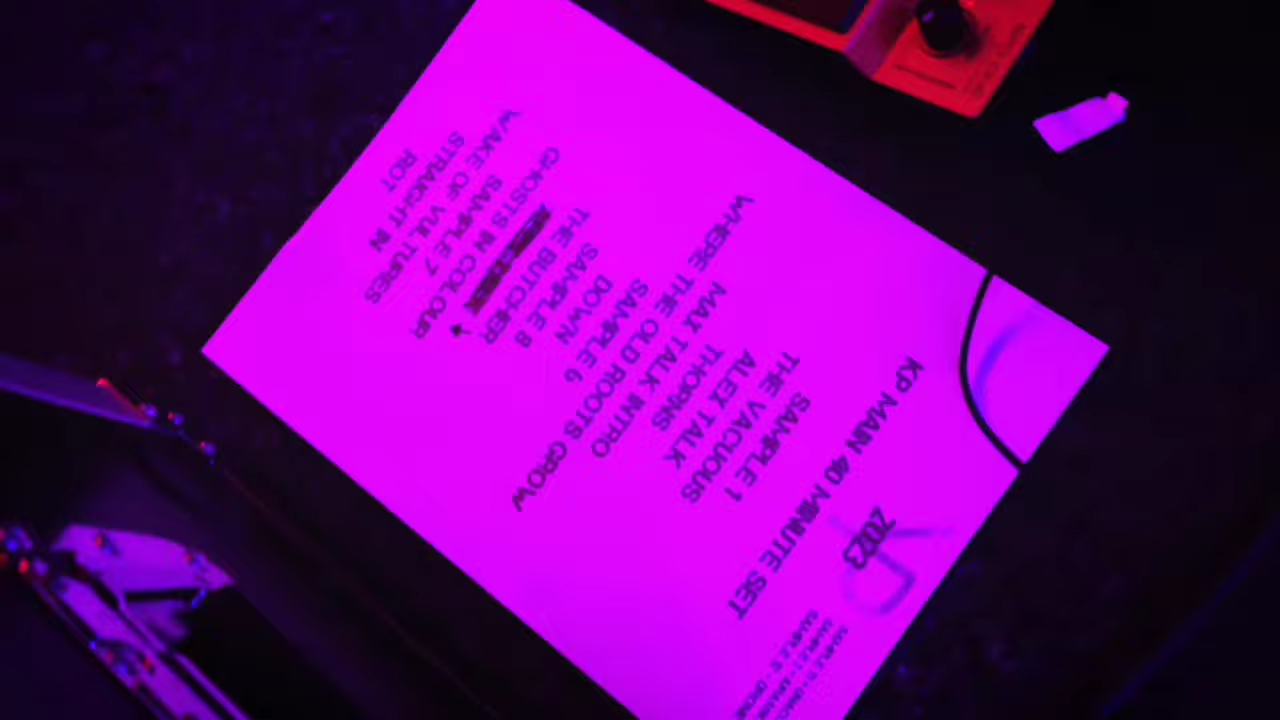 2023
KP MAIN 40 MINUTE SET
SAMPLE 1
THE VACUOUS
ALEX TALK
THORNS
MAX TALK INTRO
WHERE THE OLD ROOTS GROW
SAMPLE 6
DOWN
SAMPLE 8
THE BUTCHER
GHOSTS IN COLOUR
SAMPLE 7
WAKE OF VULTURES
STRAIGHT IN
ROT